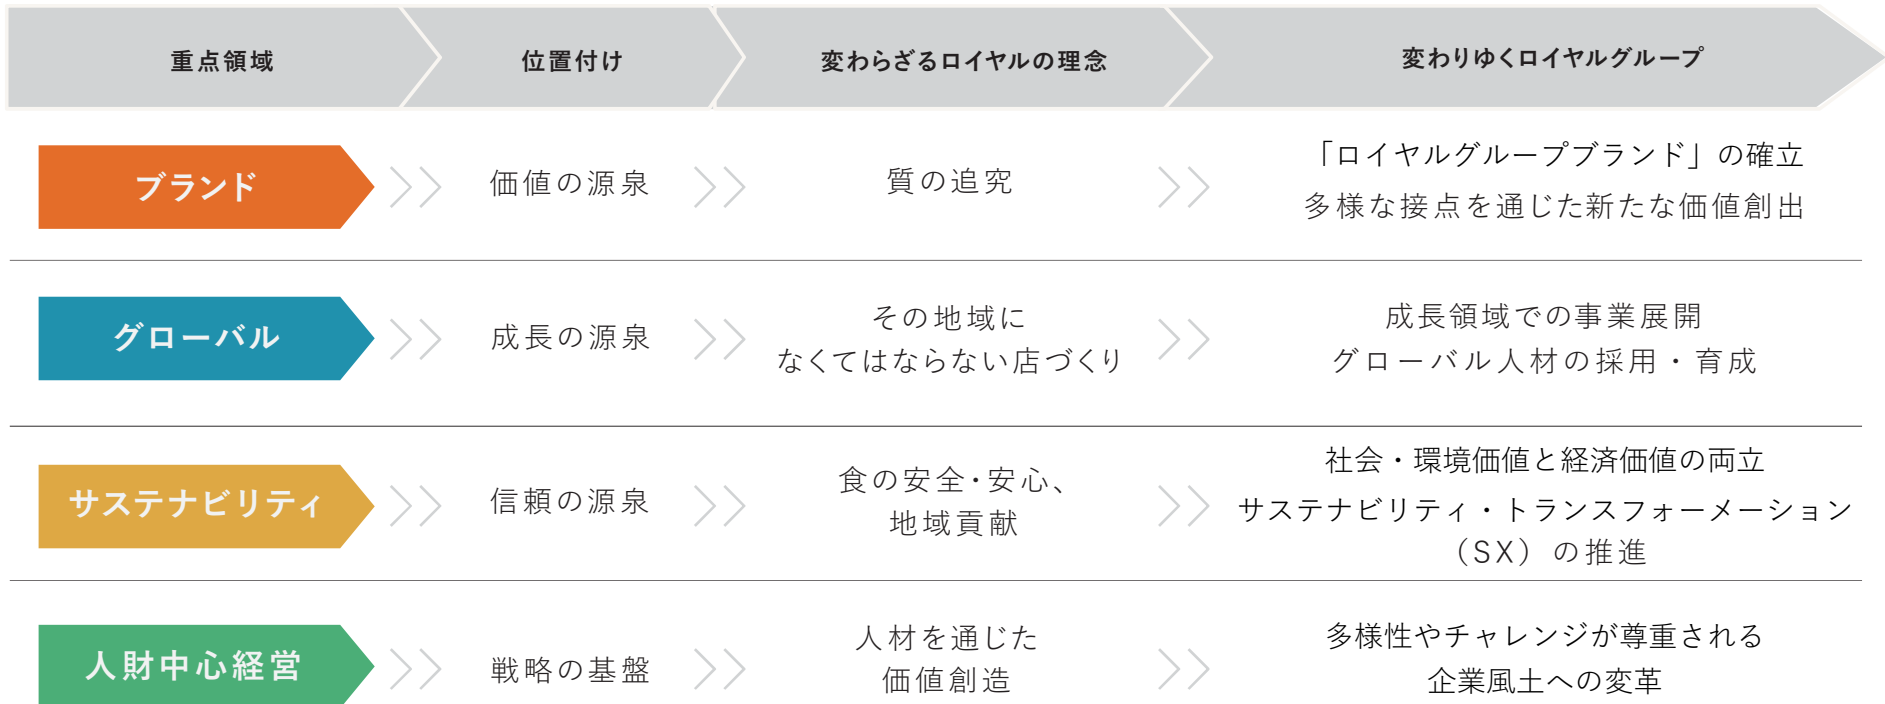 重点領域
位置付け
変わらざるロイヤルの理念
変わりゆくロイヤルグループ
ブランド
価値の源泉
質の追究
「ロイヤルグループブランド」の確立
多様な接点を通じた新たな価値創出
グローバル
成長の源泉
その地域に
なくてはならない店づくり
成長領域での事業展開
グローバル人材の採用・育成
サステナビリティ
信頼の源泉
食の安全・安心、
地域貢献
社会・環境価値と経済価値の両立
サステナビリティ・トランスフォーメーション
（SX）の推進
人財中心経営
戦略の基盤
人材を通じた
価値創造
多様性やチャレンジが尊重される
企業風土への変革